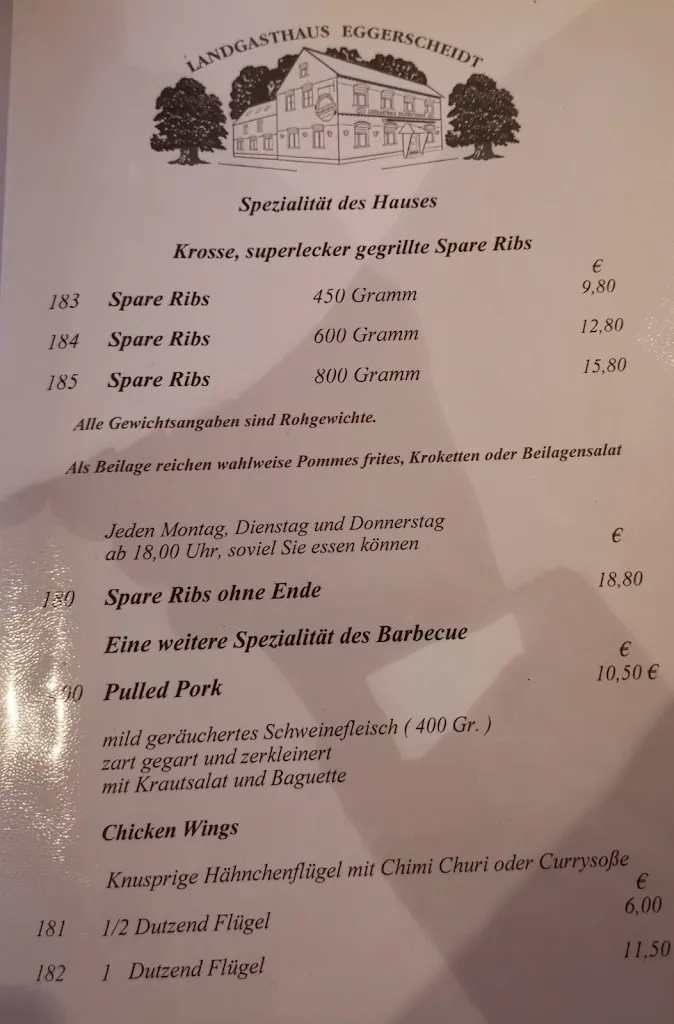 LANDGASTHAUS EGGERSCHEIDT
Spezialität des Hauses
Krosse, superlecker gegrillte Spare Ribs
€
183 Spare Ribs 450 Gramm 9,80
184 Spare Ribs 600 Gramm 12,80
185 Spare Ribs 800 Gramm 15,80
Alle Gewichtsangaben sind Rohgewichte.
Als Beilage reichen wahlweise Pommes frites, Kroketten oder Beilagensalat
Jeden Montag, Dienstag und Donnerstag
ab 18,00 Uhr, soviel Sie essen können €
Spare Ribs ohne Ende 18,80
Eine weitere Spezialität des Barbecue
€
Pulled Pork 10,50 €
mild geräuchertes Schweinefleisch ( 400 Gr. )
zart gegart und zerkleinert
mit Krautsalat und Baguette
Chicken Wings
Knusprige Hähnchenflügel mit Chimi Churi oder Currysoße
€
181 1/2 Dutzend Flügel 6,00
182 1 Dutzend Flügel 11,50